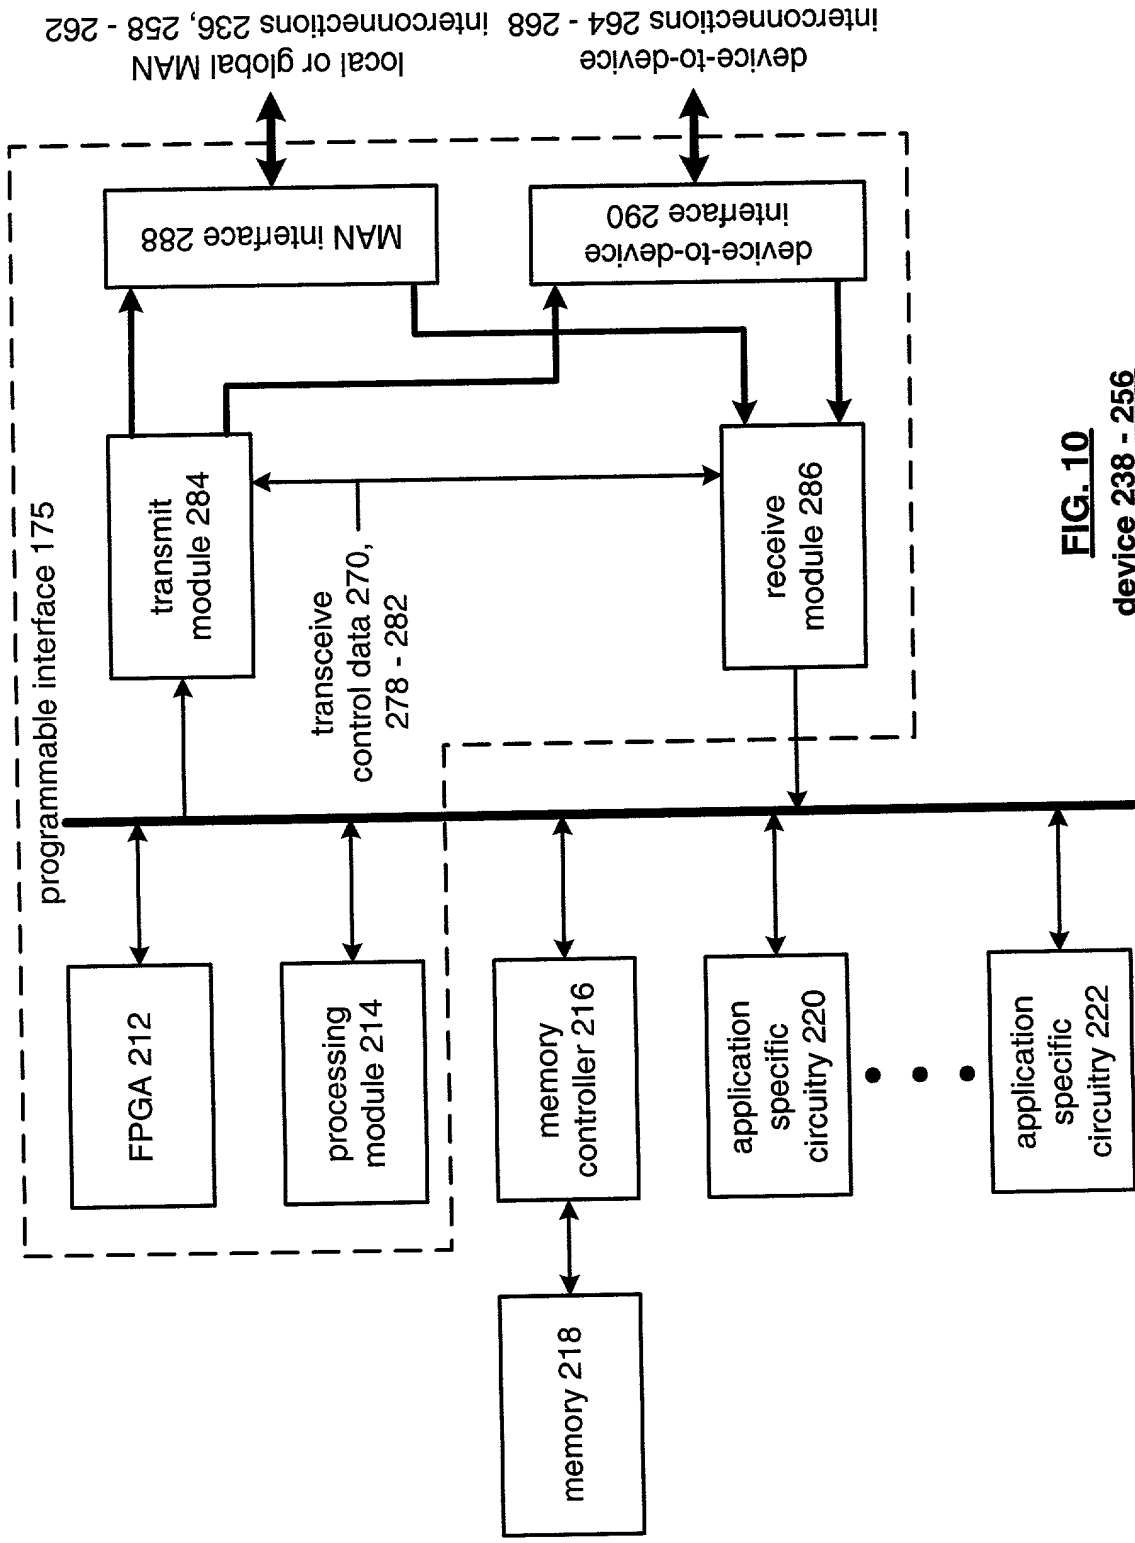 programmable interface 175
FPGA 212
processing
module 214
memory
controller 216
memory 218
application
specific
circuitry 220
application
specific
circuitry 222
transmit
module 284
transceive
control data 270,
278 - 282
receive
module 286
MAN interface 288
device-to-device
interface 290
local or global MAN
interconnections 236, 258 - 262
device-to-device
interconnections 264 - 268
FIG. 10
device 238 - 256